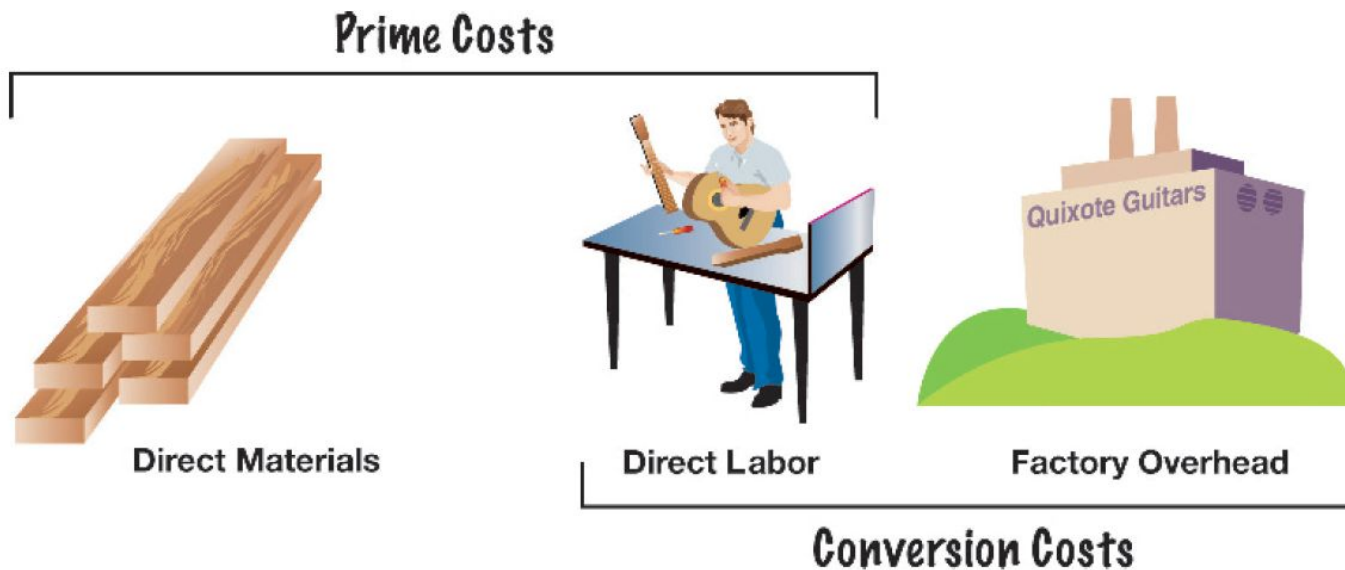 Prime Costs
Quixote Guitars
Direct Materials
Direct Labor
Factory Overhead
Conversion Costs